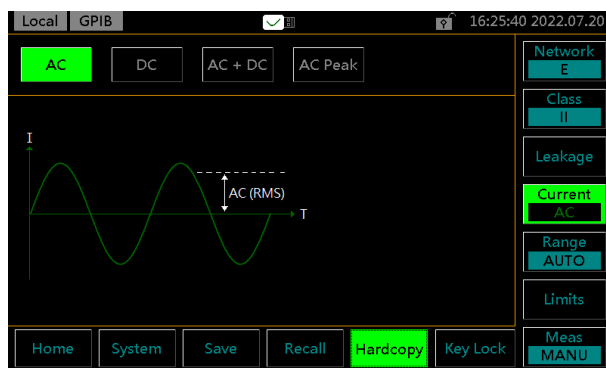 Local GPIB 16:25:40 2022.07.20
AC DC AC + DC AC Peak
Network
E
Class
II
Leakage
Current
AC
Range
AUTO
Limits
Meas
MANU
I
AC (RMS)
T
Home System Save Recall Hardcopy Key Lock